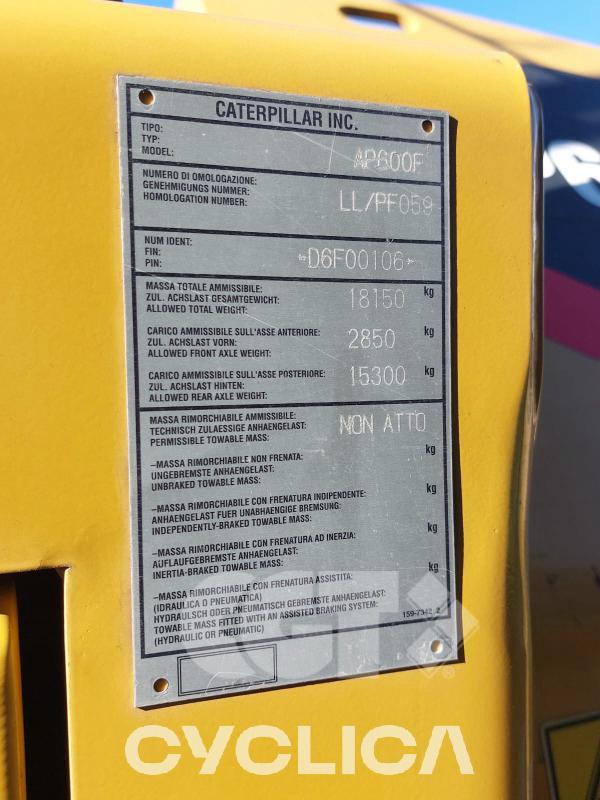 CATERPILLAR INC.
TIPO:
TYP:
MODEL: AP600F
NUMERO DI OMOLOGAZIONE:
GENEHMIGUNGS NUMMER:
HOMOLOGATION NUMBER: LL/PF059
NUM IDENT:
FIN:
PIN: *D6F00106*
MASSA TOTALE AMMISSIBILE:
ZUL. ACHSLAST GESAMTGEWICHT: 18150 kg
ALLOWED TOTAL WEIGHT:
CARICO AMMISSIBILE SULL'ASSE ANTERIORE:
ZUL. ACHSLAST VORN: 2850 kg
ALLOWED FRONT AXLE WEIGHT:
CARICO AMMISSIBILE SULL'ASSE POSTERIORE:
ZUL. ACHSLAST HINTEN: 15300 kg
ALLOWED REAR AXLE WEIGHT:
MASSA RIMORCHIABILE AMMISSIBILE:
TECHNISCH ZULAESSIGE ANHAENGELAST: NON ATTO
PERMISSIBLE TOWABLE MASS:
–MASSA RIMORCHIABILE NON FRENATA: kg
UNGEBREMSTE ANHAENGELAST:
UNBRAKED TOWABLE MASS:
–MASSA RIMORCHIABILE CON FRENATURA INDIPENDENTE: kg
ANHAENGELAST FUER UNABHAENGIGE BREMSUNG:
INDEPENDENTLY-BRAKED TOWABLE MASS:
–MASSA RIMORCHIABILE CON FRENATURA AD INERZIA: kg
AUFLAUFGEBREMSTE ANHAENGELAST:
INERTIA-BRAKED TOWABLE MASS: kg
–MASSA RIMORCHIABILE CON FRENATURA ASSISTITA:
(IDRAULICA O PNEUMATICA)
HYDRAULSCH ODER PNEUMATISCH GEBREMSTE ANHAENGELAST:
TOWABLE MASS FITTED WITH AN ASSISTED BRAKING SYSTEM:
(HYDRAULIC OR PNEUMATIC)
159-7342 2
CGT
CYCLICA